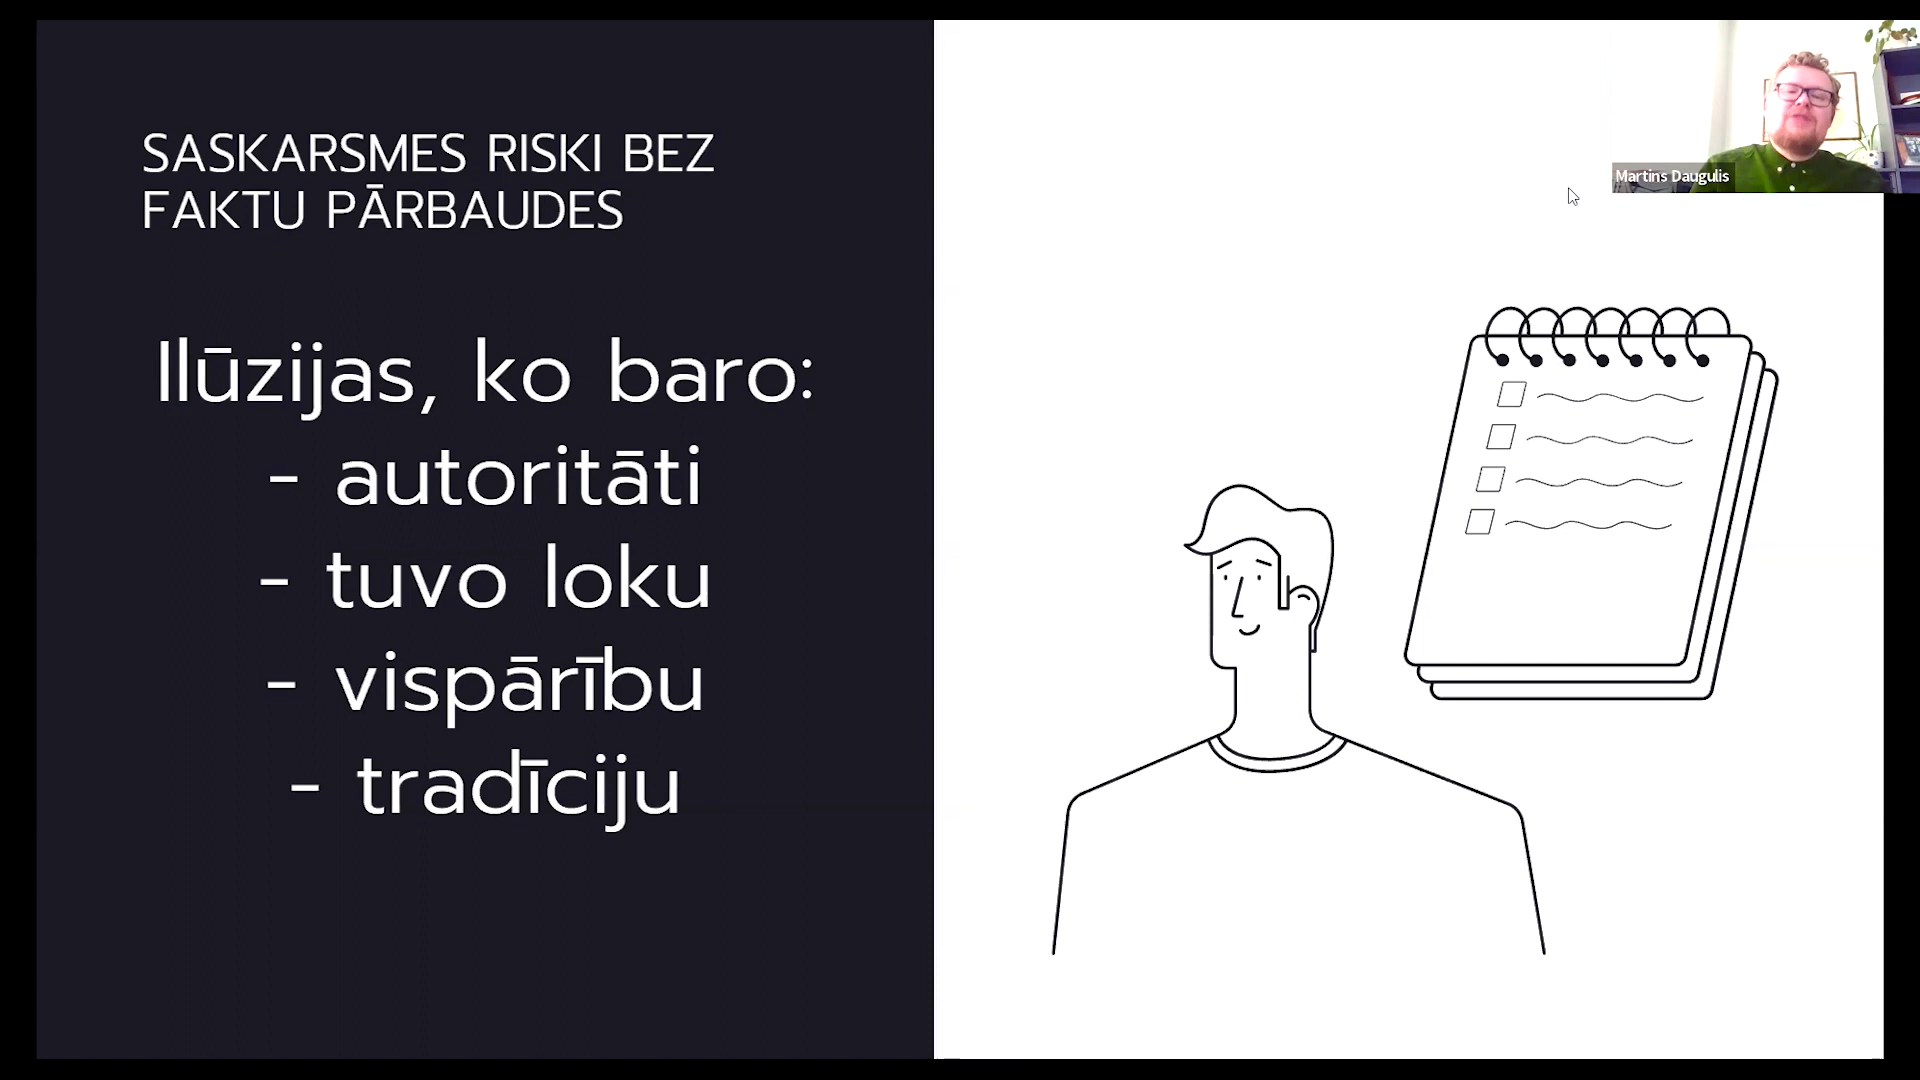 SASKARSMES RISKI BEZ
FAKTU PĀRBAUDES
Ilūzijas, ko baro:
- autoritāti
- tuvo loku
- vispārību
- tradīciju
Martins Daugulis